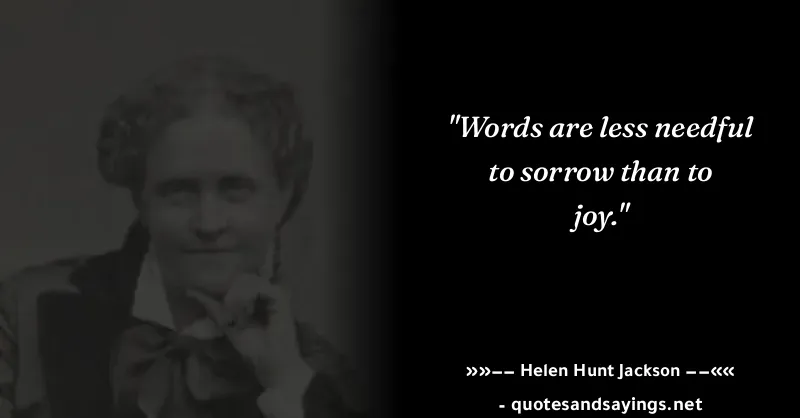 "Words are less needful
to sorrow than to
joy."
»»—— Helen Hunt Jackson ——««
- quotesandsayings.net